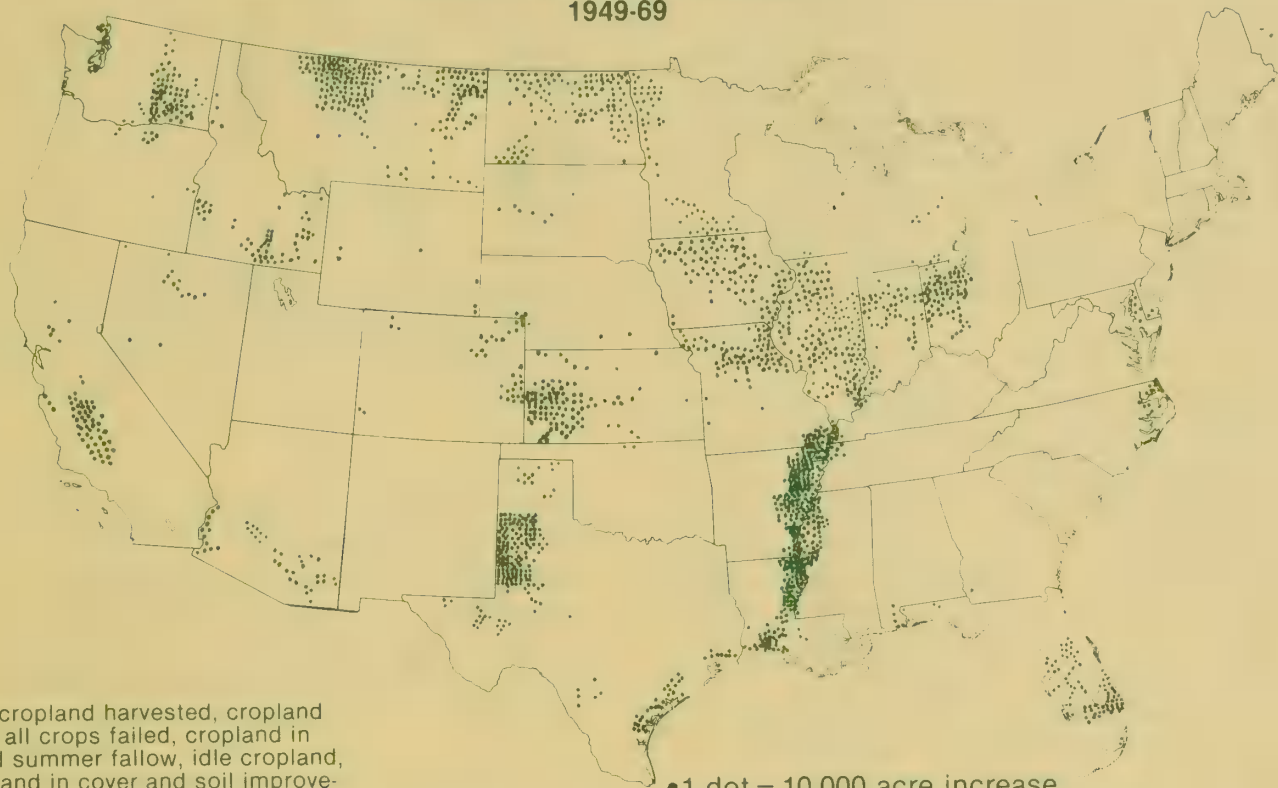 1949-69
cropland harvested, cropland
all crops failed, cropland in
summer fallow, idle cropland,
and in cover and soil improve-
•1 dot = 10,000 acre increase